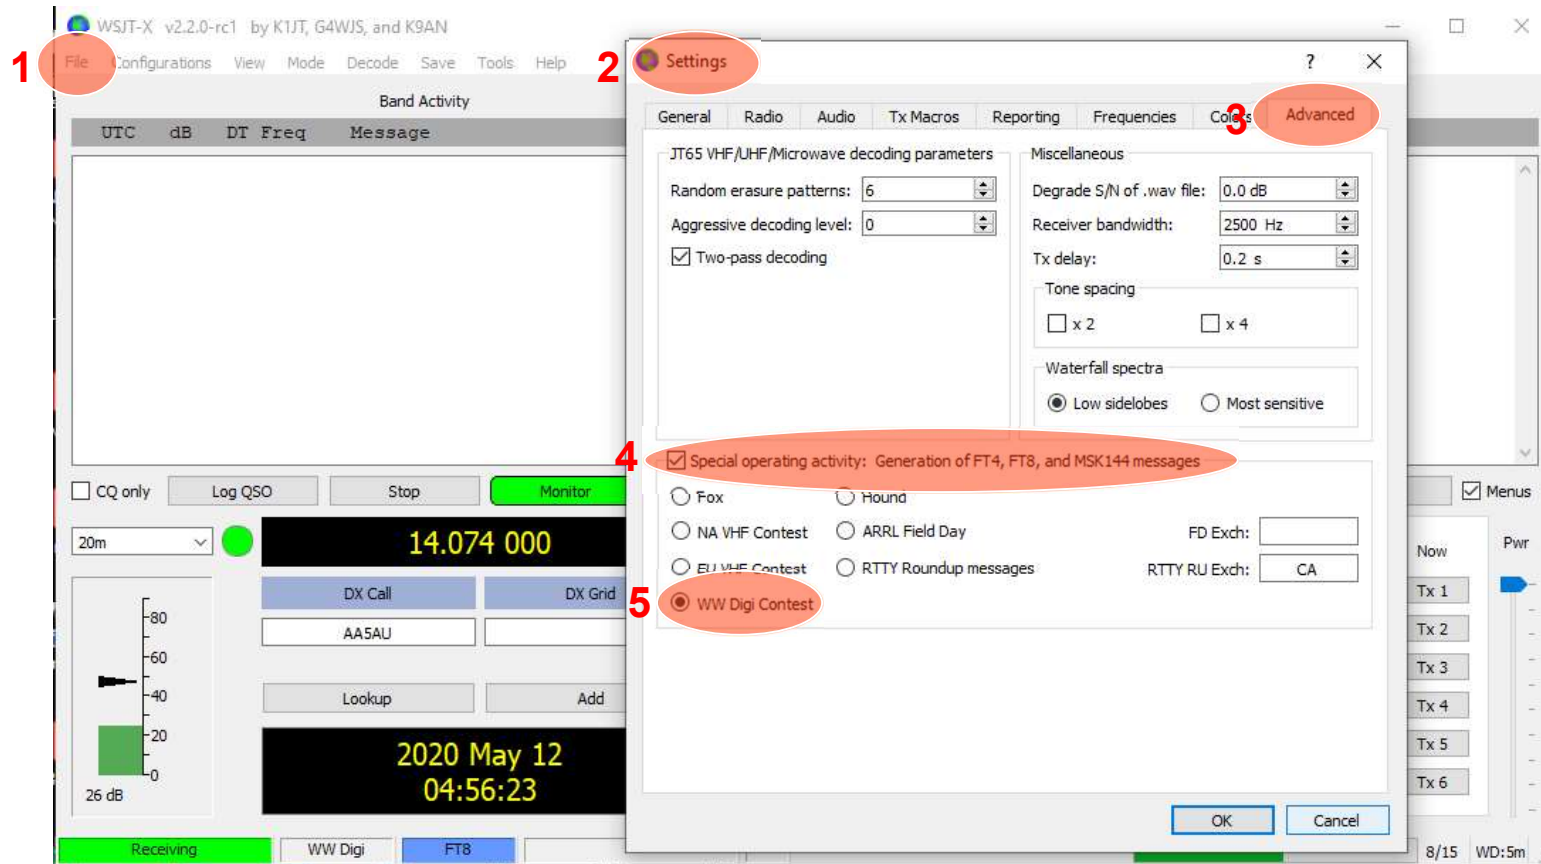 WSJT-X v2.2.0-rc1 by K1JT, G4WJS, and K9AN
1
File Configurations View Mode Decode Save Tools Help
Band Activity
UTC dB DT Freq Message
CQ only Log QSO Stop Monitor
Menus
20m
14.074 000
DX Call DX Grid
AA5AU
-80
-60
-40
-20
-0
26 dB
Lookup Add
2020 May 12
04:56:23
Now
Pwr
Tx 1
Tx 2
Tx 3
Tx 4
Tx 5
Tx 6
Receiving WW Digi FT8
8/15 WD:5m
2 Settings ?
General Radio Audio Tx Macros Reporting Frequencies Colors 3 Advanced
JT65 VHF/UHF/Microwave decoding parameters
Random erasure patterns: 6
Aggressive decoding level: 0
Two-pass decoding
Miscellaneous
Degrade S/N of .wav file: 0.0 dB
Receiver bandwidth: 2500 Hz
Tx delay: 0.2 s
Tone spacing
x 2 x 4
Waterfall spectra
Low sidelobes Most sensitive
4 Special operating activity: Generation of FT4, FT8, and MSK144 messages
Fox Hound
NA VHF Contest ARRL Field Day FD Exch:
EU VHF Contest RTTY Roundup messages RTTY RU Exch: CA
5 WW Digi Contest
OK Cancel